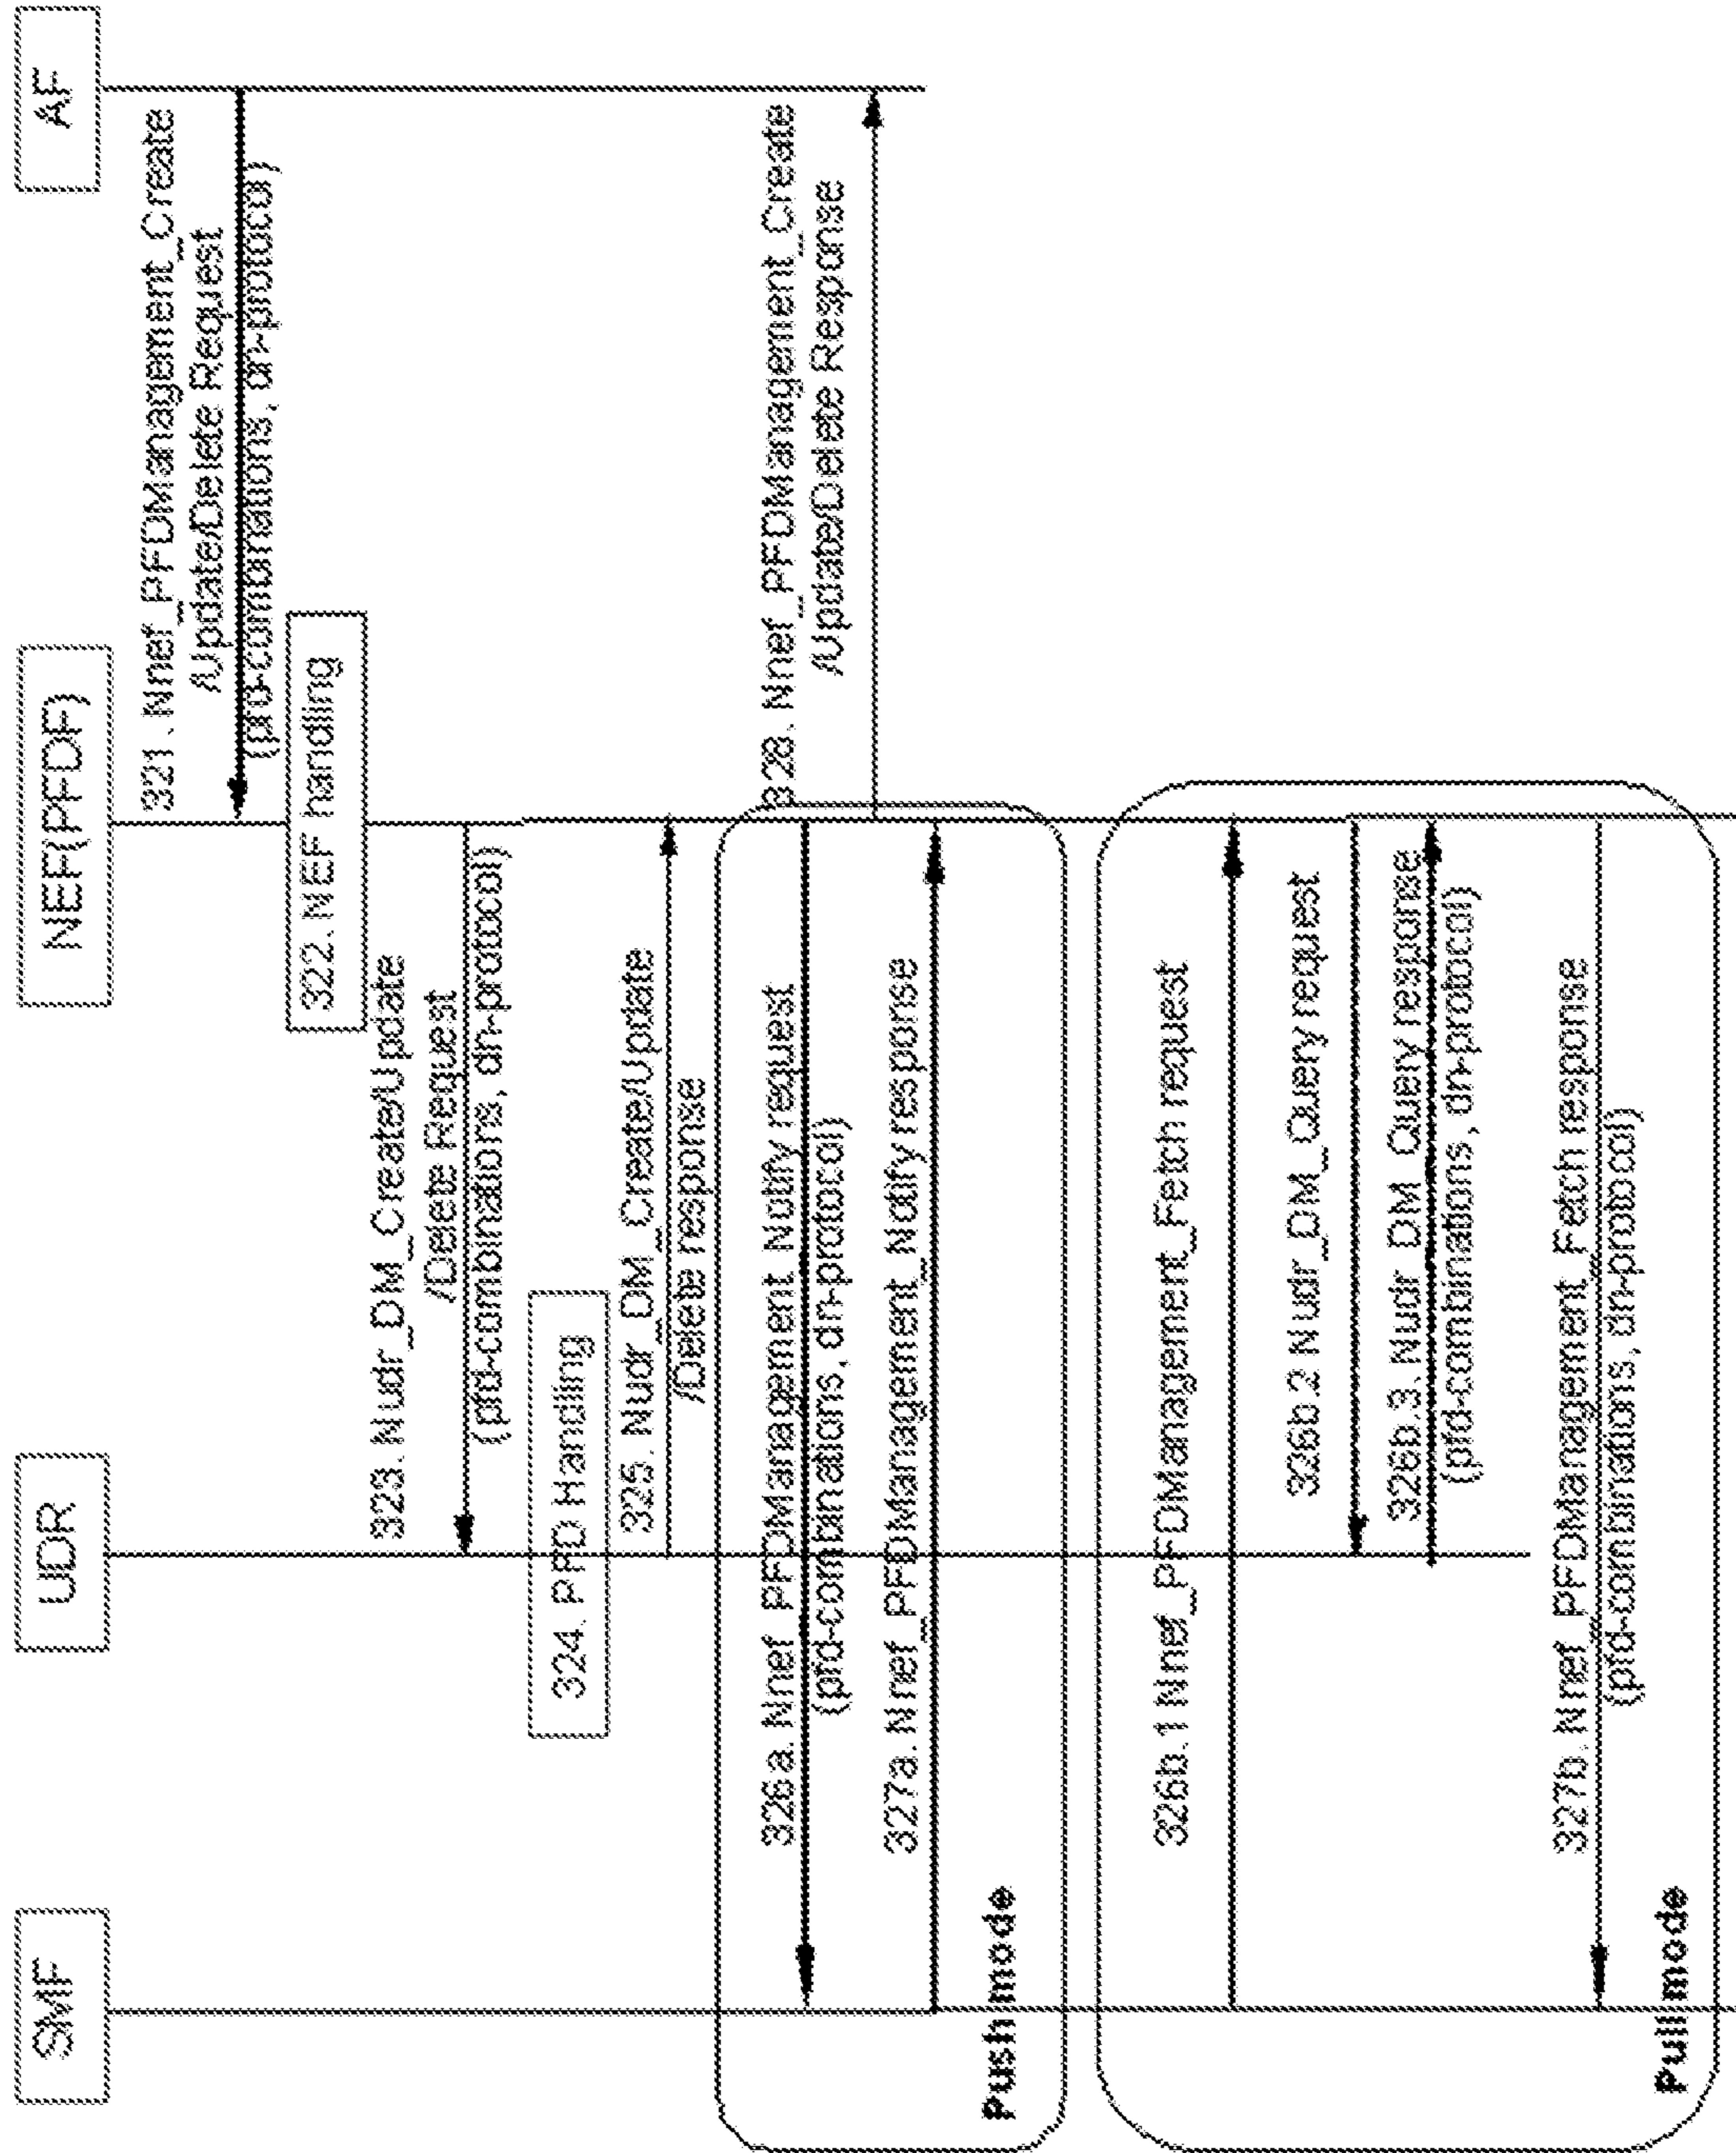 SMF
UDR
NEF(PFDF)
AF
321. Nnef_PFDManagement_Create
/Update/Delete Request
(pfd-combinations, dn-protocol)
322. NEF handling
323. Nudr_DM_Create/Update
/Delete Request
(pfd-combinations, dn-protocol)
324. PFD Handling
325. Nudr_DM_Create/Update
/Delete response
326a. Nnef_PFDManagement_Notify request
(pfd-combinations, dn-protocol)
328. Nnef_PFDManagement_Create
/Update/Delete Response
327a. Nnef_PFDManagement_Notify response
Push mode
326b.1 Nnef_PFDManagement_Fetch request
326b.2 Nudr_DM_Query request
326b.3. Nudr_DM_Query response
(pfd-combinations, dn-protocol)
327b. Nnef_PFDManagement_Fetch response
(pfd-combinations, dn-protocol)
Pull mode